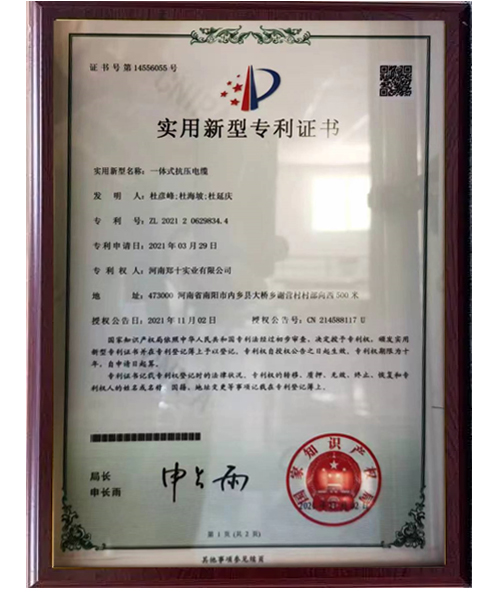 证书号第14556055号
实用新型专利证书
实用新型名称：一体式抗压电缆
发明人：杜彦峰;杜海坡;杜延庆
专利号：ZL 2021 2 0629834.4
专利申请日：2021年03月29日
专利权人：河南郑十实业有限公司
地址：473000 河南省南阳市内乡县大桥乡谢营村村部向西500米
授权公告日：2021年11月02日 授权公告号：CN 214588117 U
国家知识产权局依照中华人民共和国专利法经过初步审查，决定授予专利权，颁发实用
新型专利证书并在专利登记簿上予以登记。专利权自授权公告之日起生效。专利权期限为十
年，自申请日起算。
专利证书记载专利权登记时的法律状况。专利权的转移、质押、无效、终止、恢复和专利
权人的姓名或名称、国籍、地址变更等事项记载在专利登记簿上。
局长
申长雨
申长雨
国家知识产权局
第 1 页 (共 2 页)
其他事项参见续页